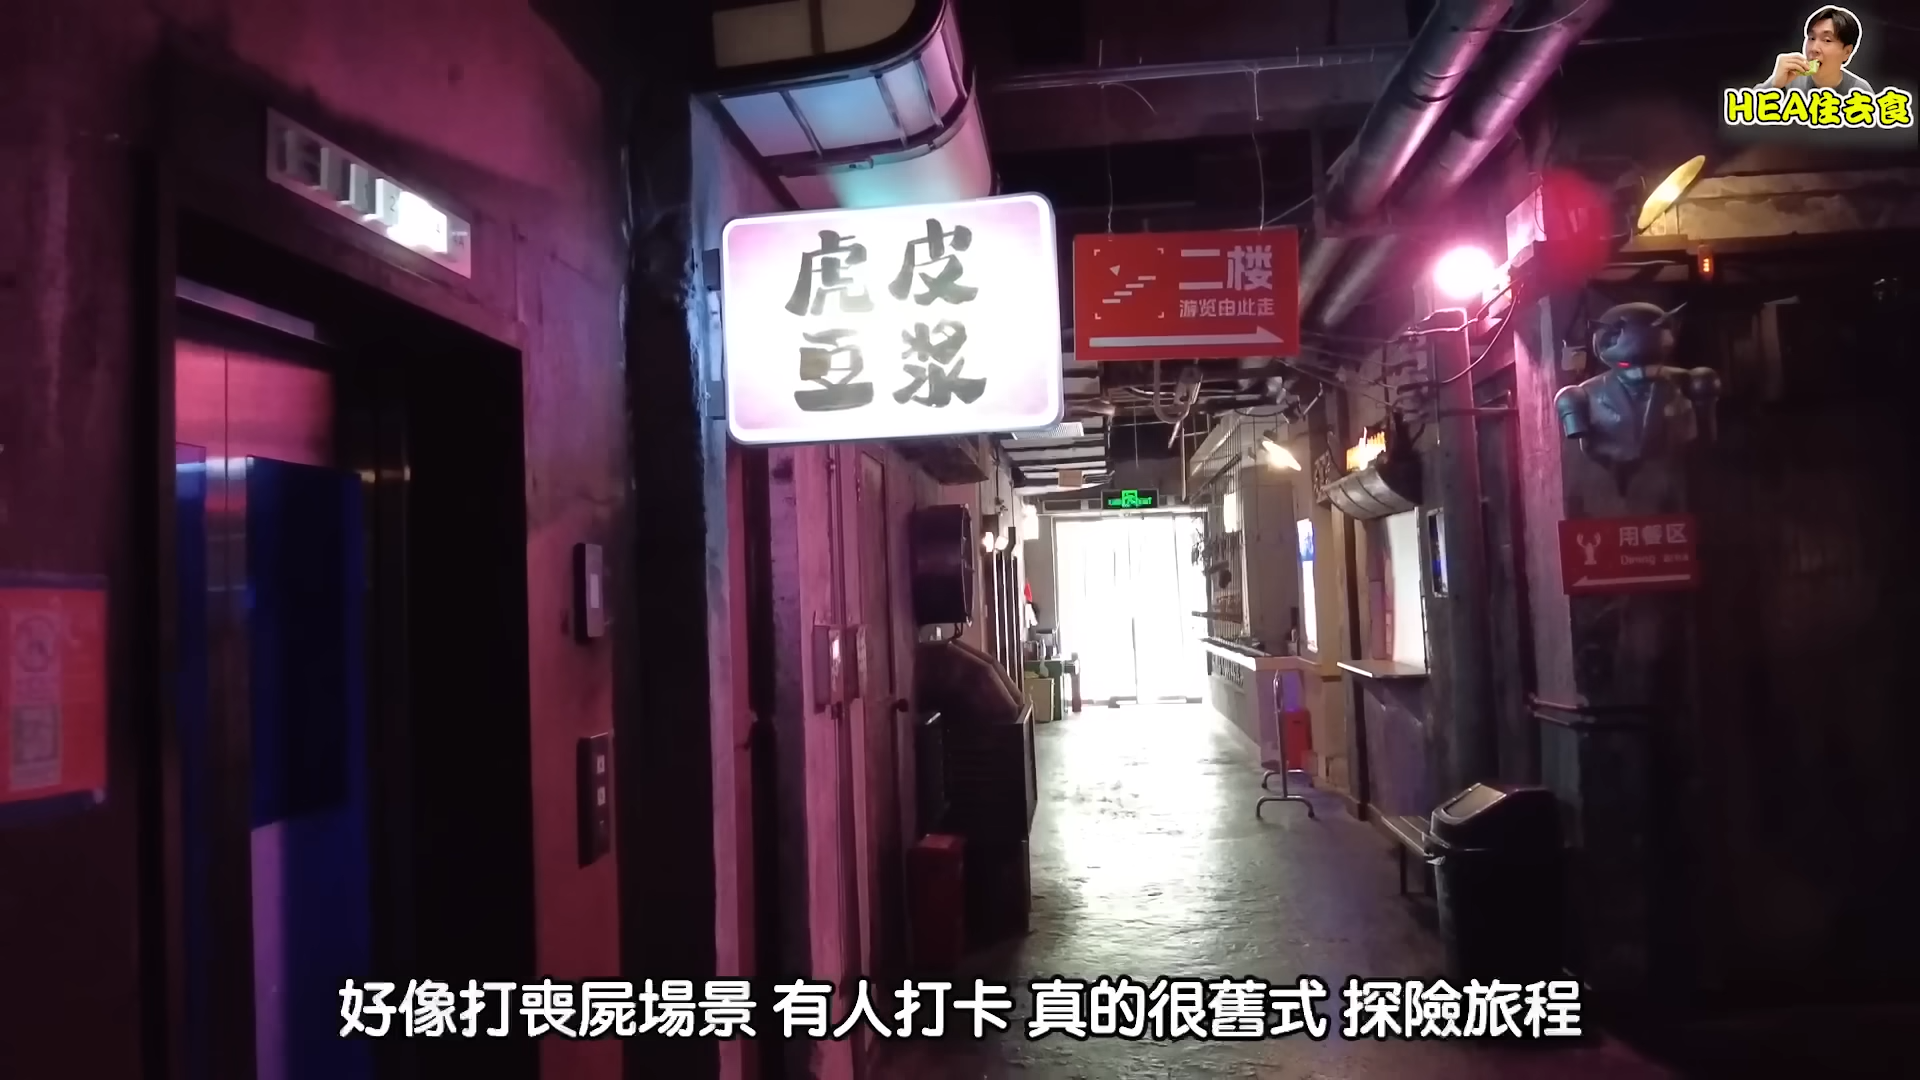 HEA住去食
虎皮
豆浆
二楼
游览由此走
用餐区
Dining area
好像打喪屍場景 有人打卡 真的很舊式 探險旅程